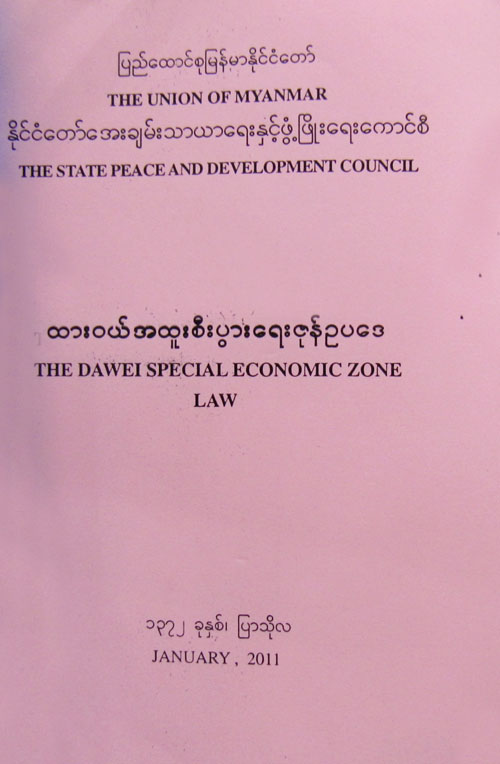 ပြည်ထောင်စုမြန်မာနိုင်ငံတော်
THE UNION OF MYANMAR
နိုင်ငံတော်အေးချမ်းသာယာရေးနှင့်ဖွံ့ဖြိုးရေးကောင်စီ
THE STATE PEACE AND DEVELOPMENT COUNCIL
ထားဝယ်အထူးစီးပွားရေးဇုန်ဥပဒေ
THE DAWEI SPECIAL ECONOMIC ZONE
LAW
၁၃၇၂ ခုနှစ်၊ ပြာသိုလ
JANUARY, 2011